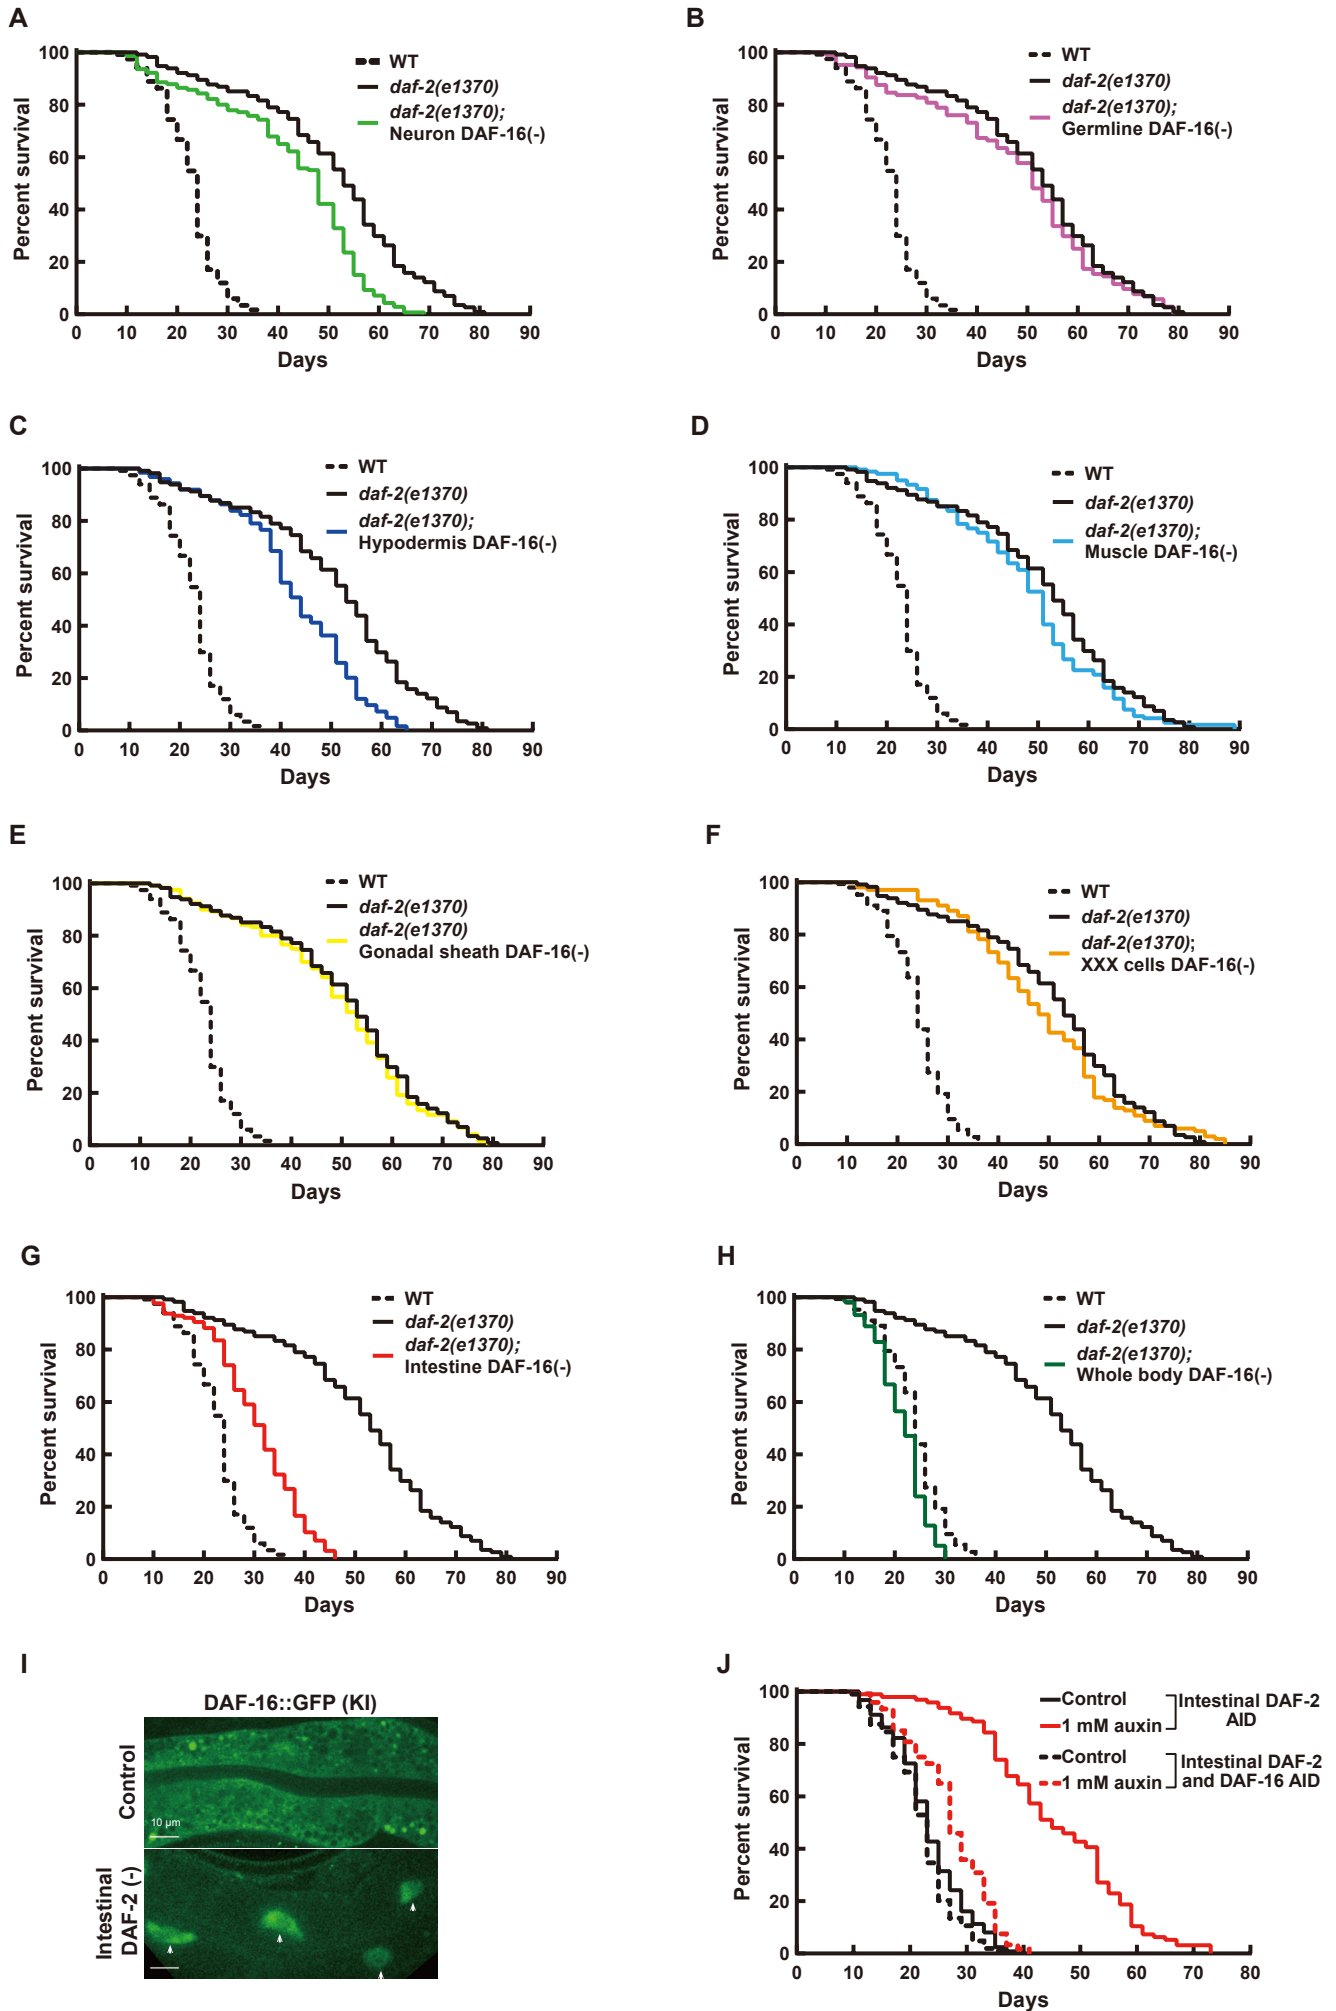 A
Percent survival
100
80
60
40
20
0
0 10 20 30 40 50 60 70 80 90
Days
WT
daf-2(e1370)
daf-2(e1370);
Neuron DAF-16(-)
B
Percent survival
100
80
60
40
20
0
0 10 20 30 40 50 60 70 80 90
Days
WT
daf-2(e1370)
daf-2(e1370);
Germline DAF-16(-)
C
Percent survival
100
80
60
40
20
0
0 10 20 30 40 50 60 70 80 90
Days
WT
daf-2(e1370)
daf-2(e1370);
Hypodermis DAF-16(-)
D
Percent survival
100
80
60
40
20
0
0 10 20 30 40 50 60 70 80 90
Days
WT
daf-2(e1370)
daf-2(e1370);
Muscle DAF-16(-)
E
Percent survival
100
80
60
40
20
0
0 10 20 30 40 50 60 70 80 90
Days
WT
daf-2(e1370)
daf-2(e1370)
Gonadal sheath DAF-16(-)
F
Percent survival
100
80
60
40
20
0
0 10 20 30 40 50 60 70 80 90
Days
WT
daf-2(e1370)
daf-2(e1370);
XXX cells DAF-16(-)
G
Percent survival
100
80
60
40
20
0
0 10 20 30 40 50 60 70 80 90
Days
WT
daf-2(e1370)
daf-2(e1370);
Intestine DAF-16(-)
H
Percent survival
100
80
60
40
20
0
0 10 20 30 40 50 60 70 80 90
Days
WT
daf-2(e1370)
daf-2(e1370);
Whole body DAF-16(-)
I
DAF-16::GFP (KI)
Control
10 µm
Intestinal
DAF-2 (-)
J
Percent survival
100
80
60
40
20
0
0 10 20 30 40 50 60 70 80
Days
Control
1 mM auxin
Intestinal DAF-2
AID
Control
1 mM auxin
Intestinal DAF-2
and DAF-16 AID